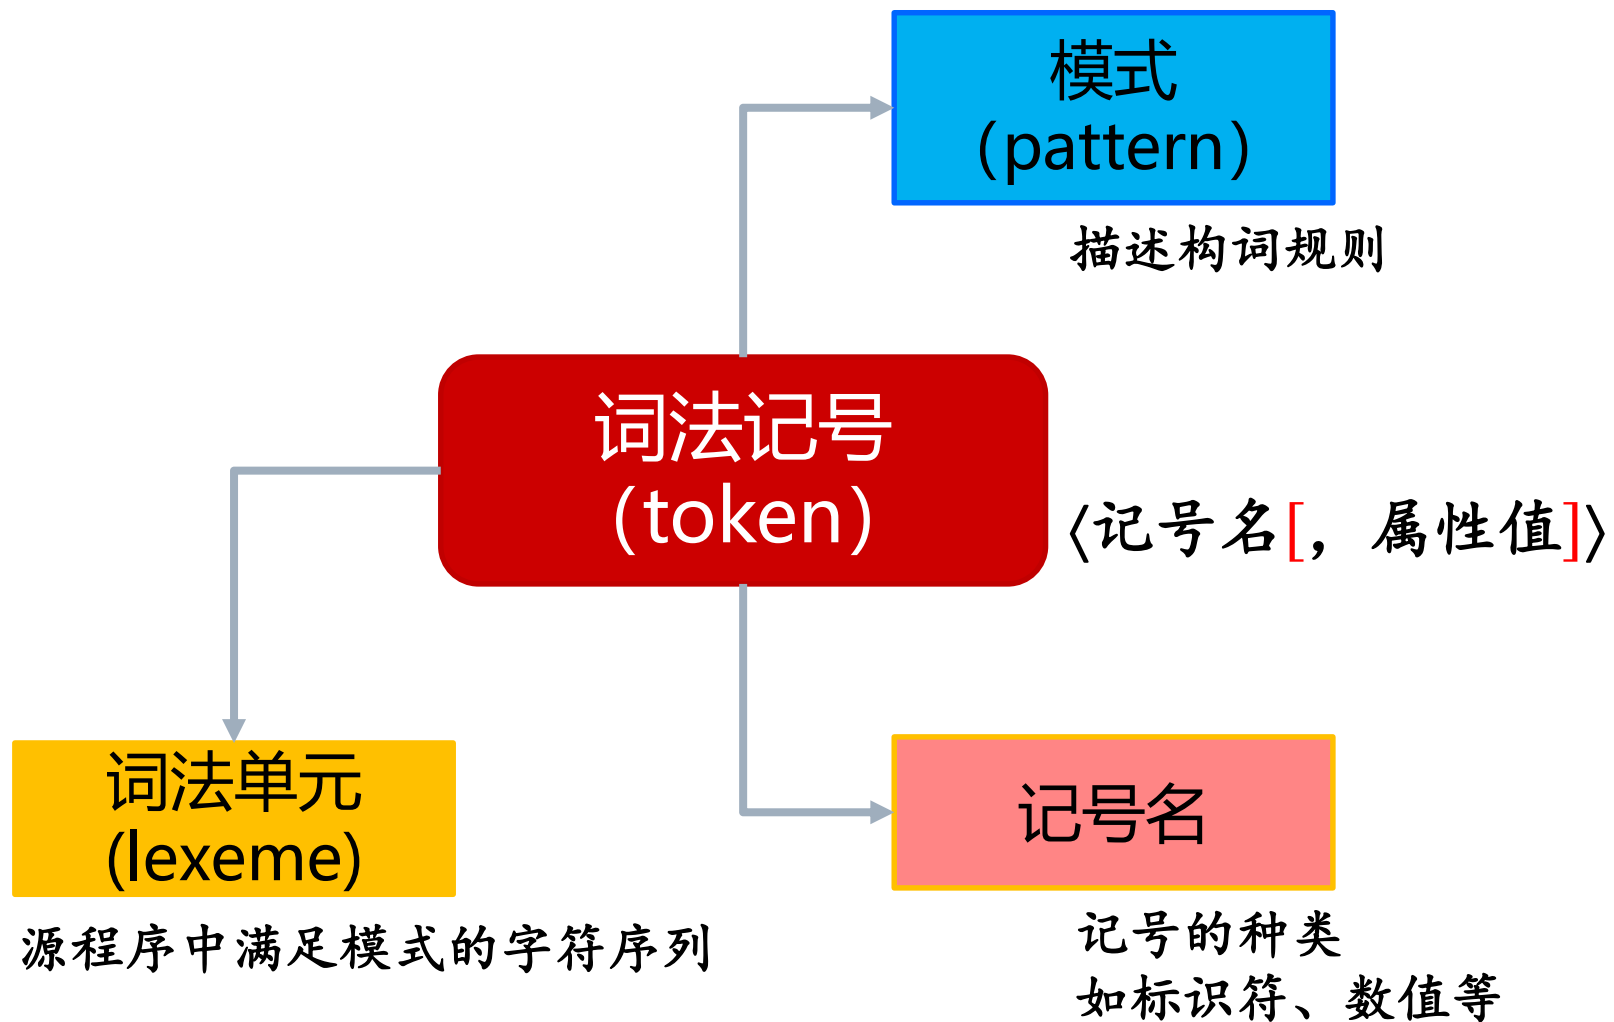 模式
（pattern）
描述构词规则
词法记号
（token）
〈记号名[，属性值]〉
词法单元
(lexeme)
源程序中满足模式的字符序列
记号名
记号的种类
如标识符、数值等